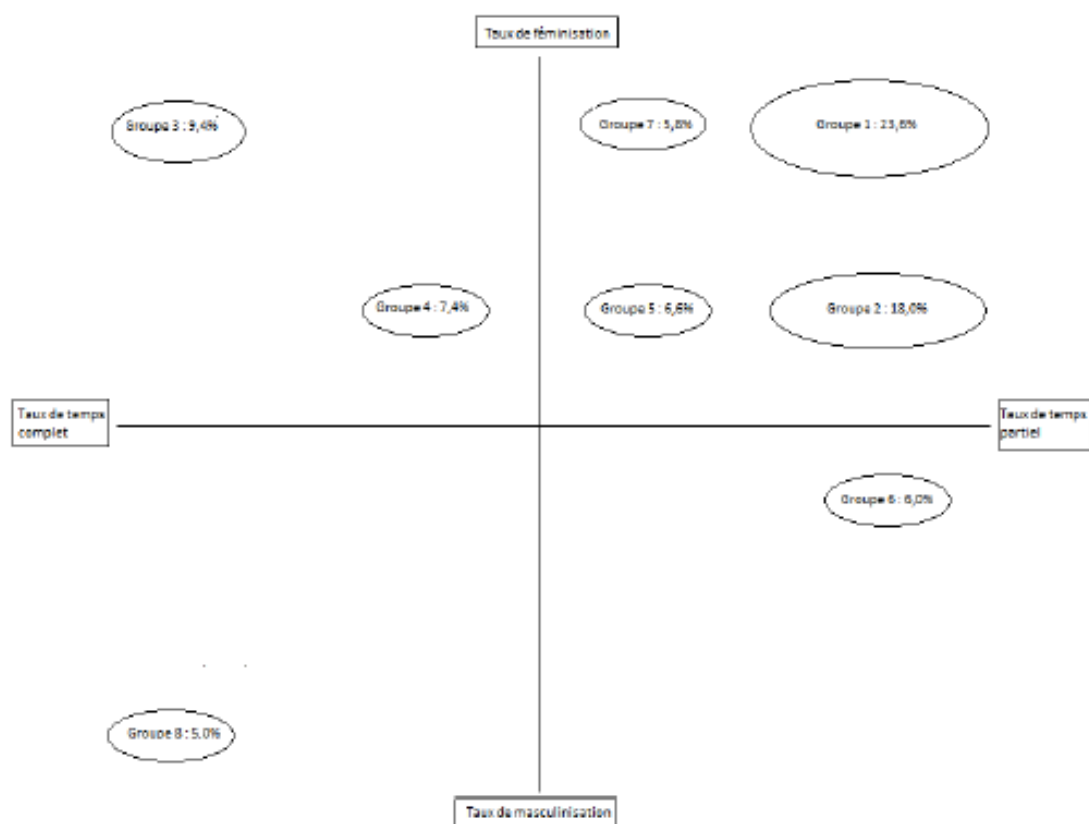 Taux de féminisation
Groupe 3 : 9,4%
Groupe 7 : 5,8%
Groupe 1 : 23,6%
Groupe 4 : 7,4%
Groupe 5 : 6,6%
Groupe 2 : 18,0%
Taux de temps
complet
Taux de temps
partiel
Groupe 6 : 6,0%
Groupe 8 : 5,0%
Taux de masculinisation